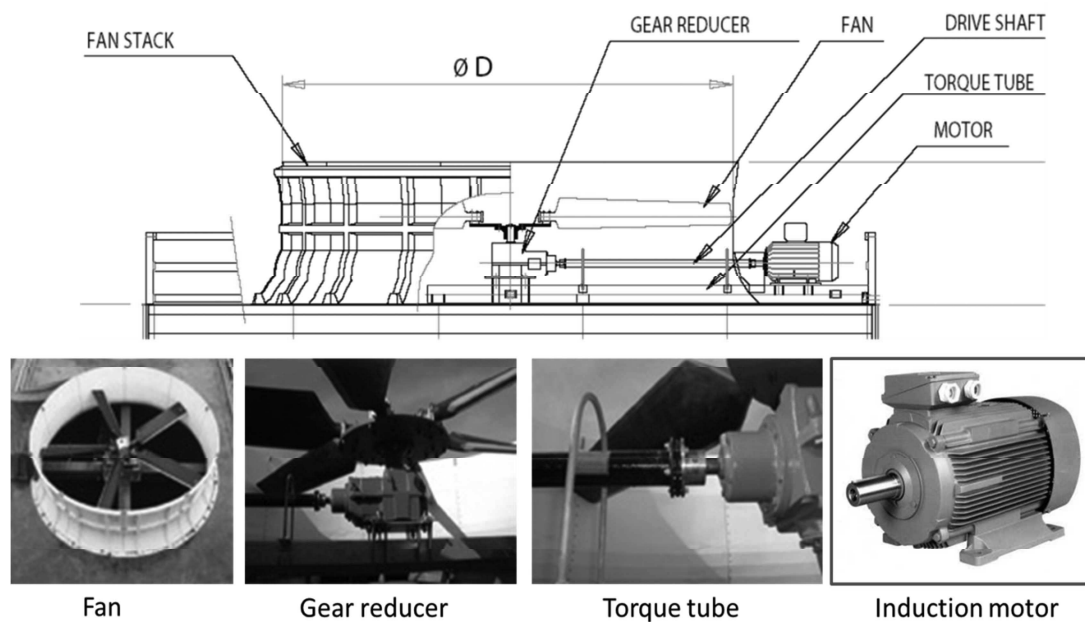 FAN STACK
GEAR REDUCER
FAN
DRIVE SHAFT
TORQUE TUBE
MOTOR
Ø D
Fan
Gear reducer
Torque tube
Induction motor